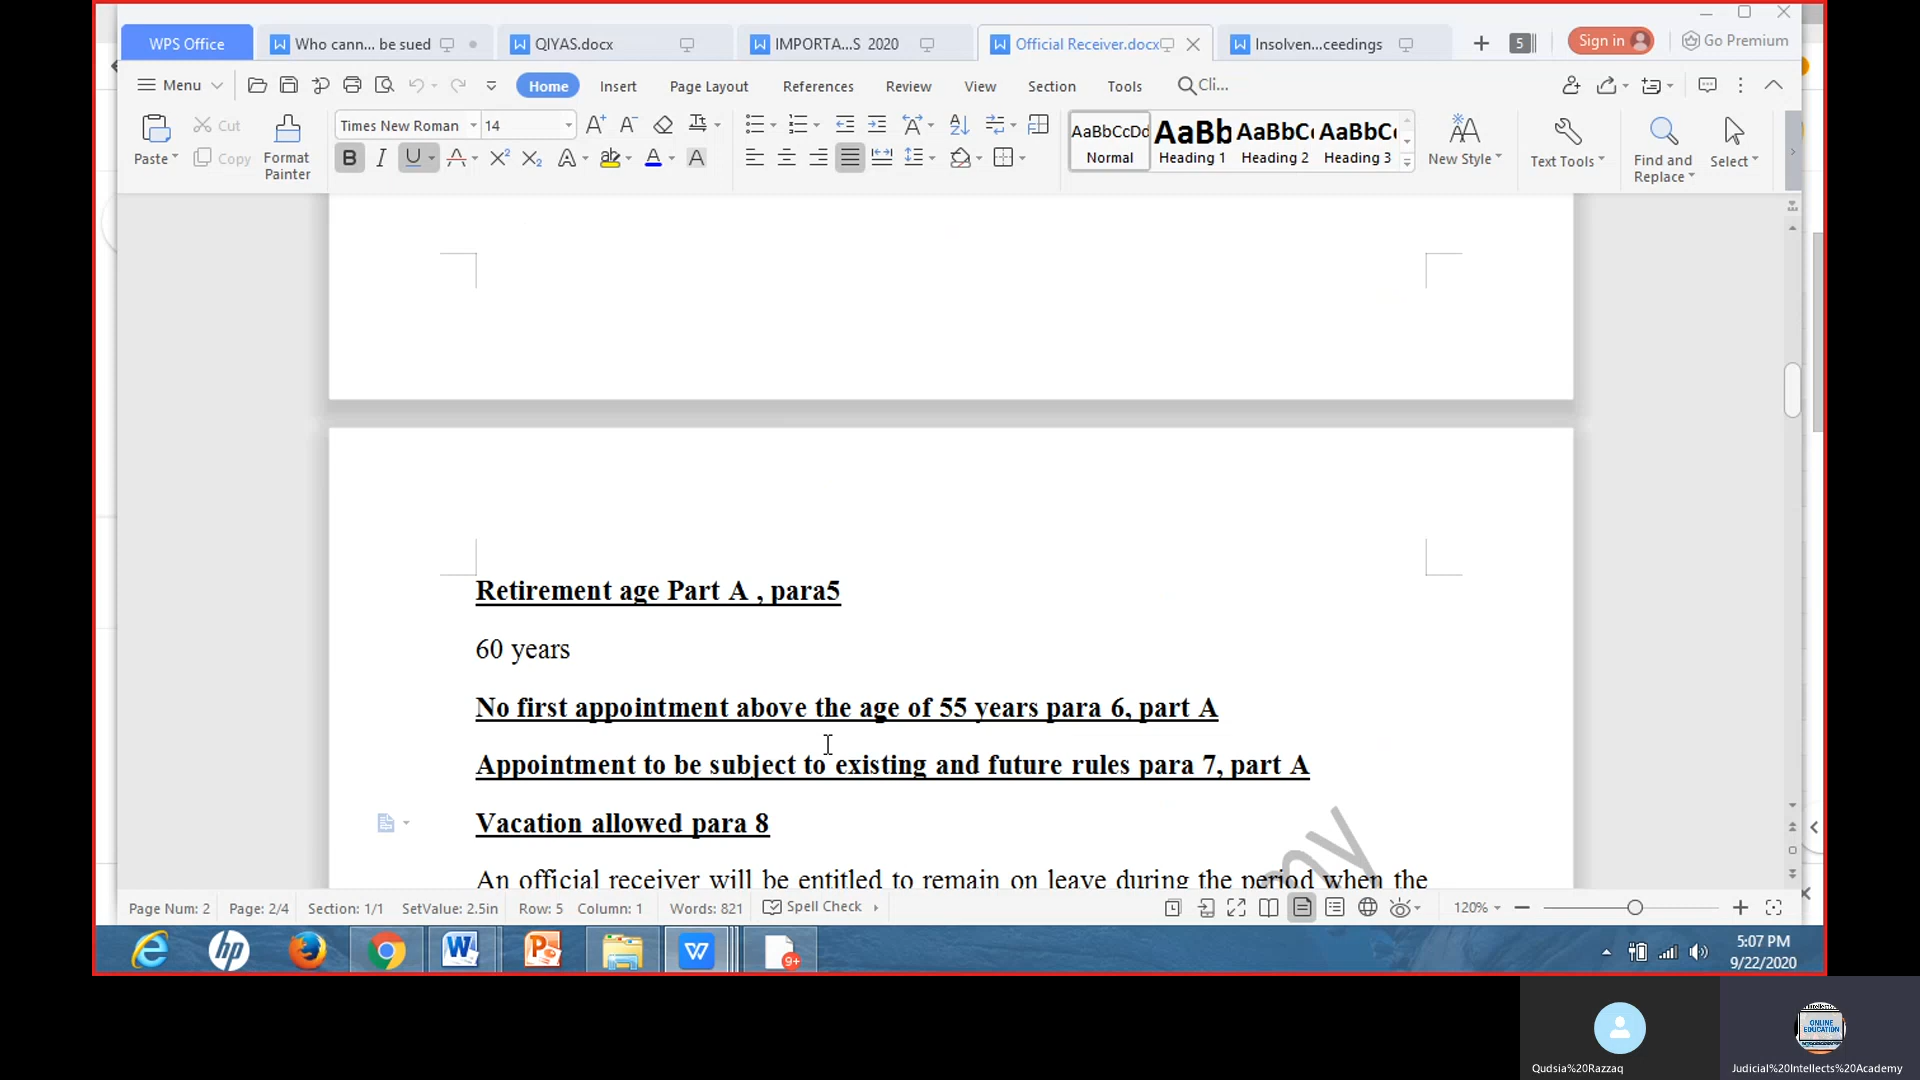 WPS Office
Who cann... be sued
QIYAS.docx
IMPORTA...S 2020
Official Receiver.docx
Insolven...ceedings
5
Sign in
Go Premium
Menu
Home
Insert
Page Layout
References
Review
View
Section
Tools
Cli...
Paste
Cut
Copy
Format Painter
Times New Roman
14
AaBbCcDd
Normal
AaBb
Heading 1
AaBbC
Heading 2
AaBbC
Heading 3
New Style
Text Tools
Find and Replace
Select
Retirement age Part A , para5
60 years
No first appointment above the age of 55 years para 6, part A
Appointment to be subject to existing and future rules para 7, part A
Vacation allowed para 8
An official receiver will be entitled to remain on leave during the period when the
my
Page Num: 2 Page: 2/4 Section: 1/1 SetValue: 2.5in Row: 5 Column: 1 Words: 821 Spell Check
120%
9+
5:07 PM
9/22/2020
ONLINE EDUCATION
Qudsia%20Razzaq
Judicial%20Intellects%20Academy